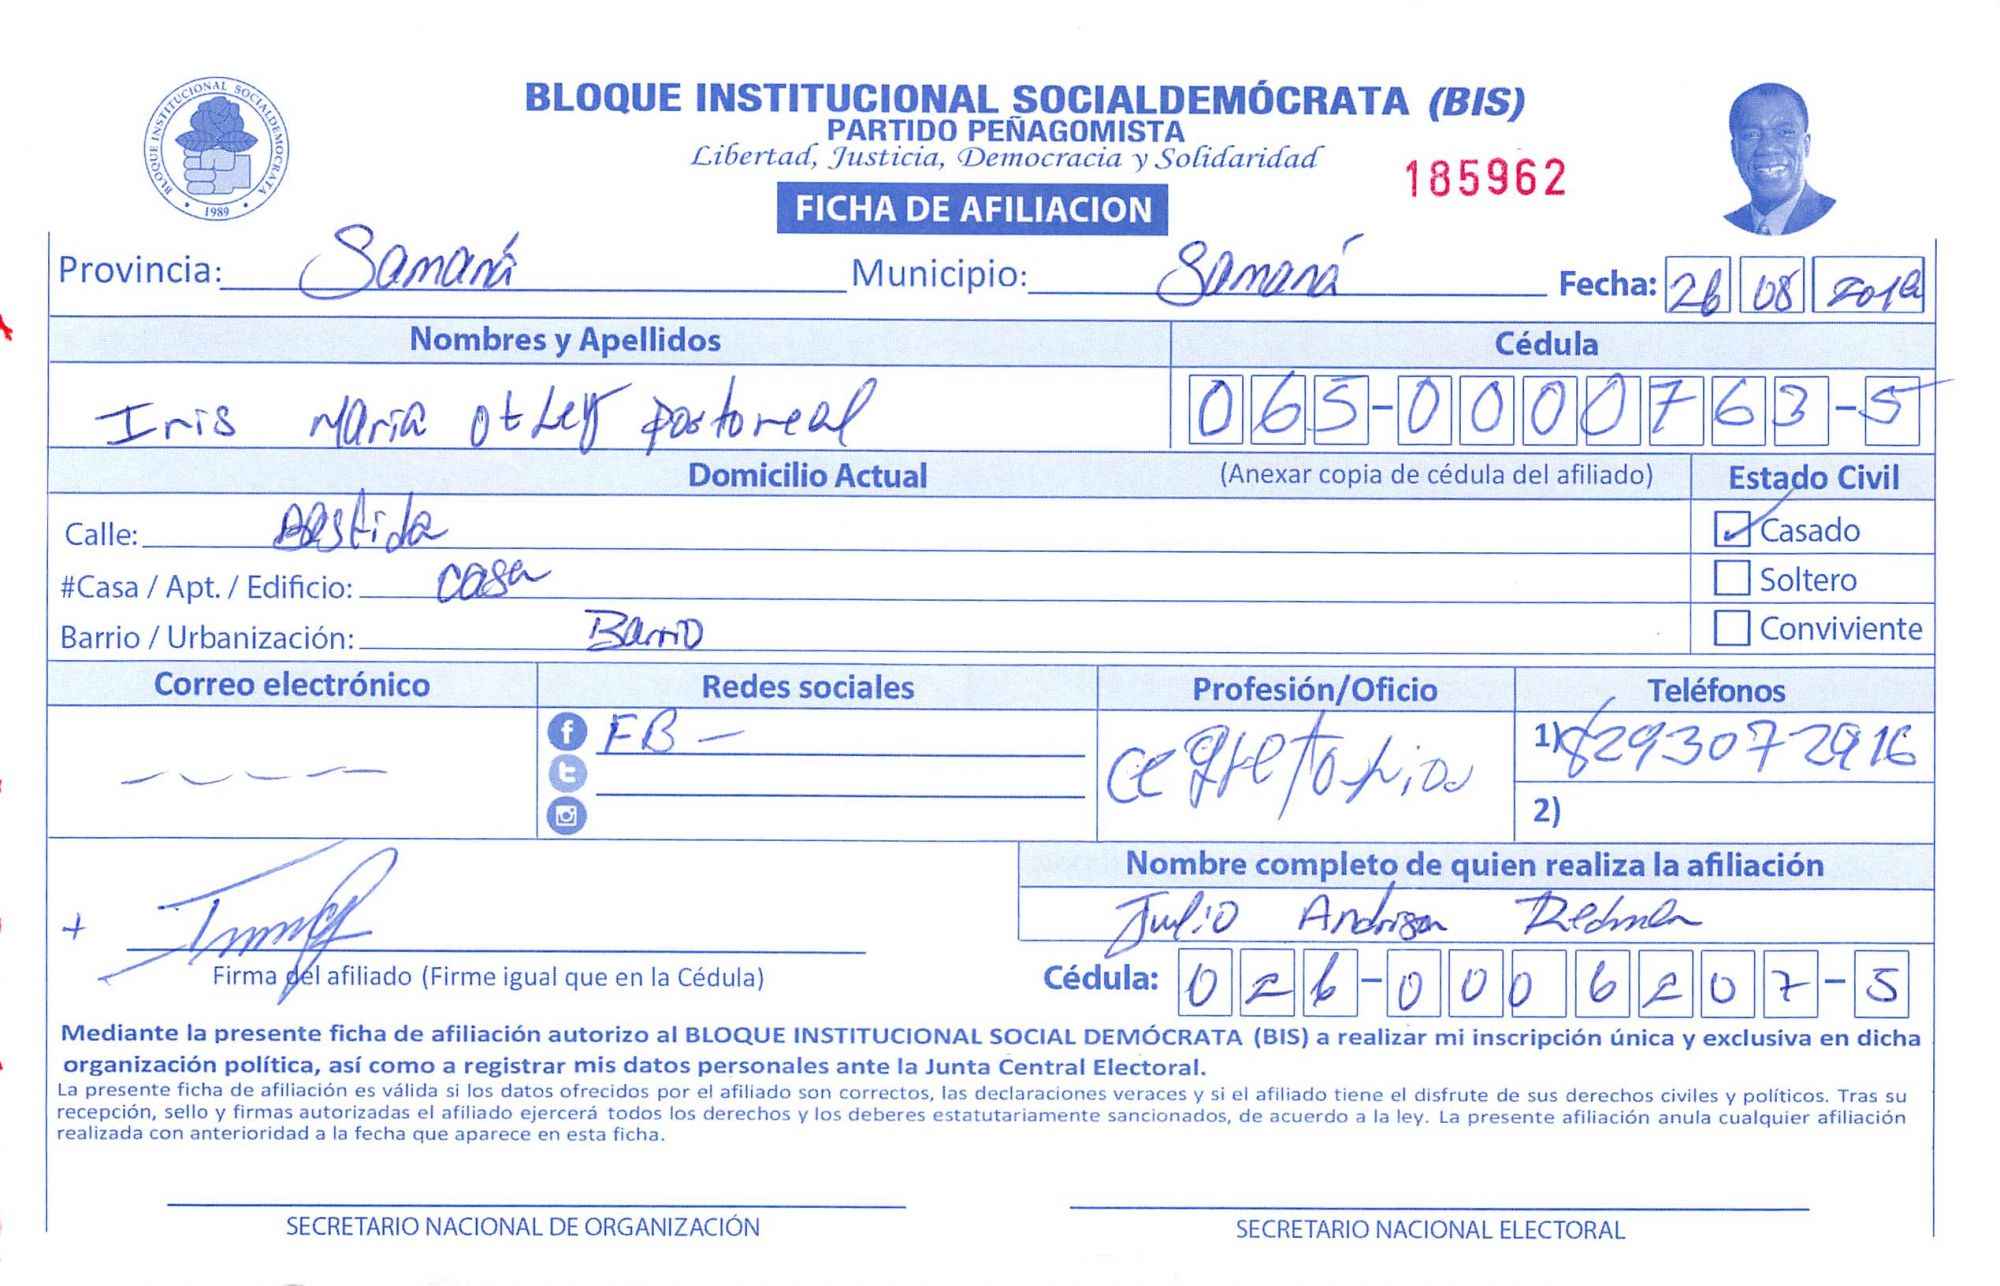 BLOQUE INSTITUCIONAL SOCIALDEMÓCRATA
1989
BLOQUE INSTITUCIONAL SOCIALDEMÓCRATA (BIS)
PARTIDO PEÑAGOMISTA
Libertad, Justicia, Democracia y Solidaridad
185962
FICHA DE AFILIACION
Provincia: Samaná Municipio: Samaná Fecha: 26 08 2019
Nombres y Apellidos Cédula
Iris Maria Otley portoreal 065-0000763-5
Domicilio Actual (Anexar copia de cédula del afiliado) Estado Civil
Calle: Casado
#Casa / Apt. / Edificio: casa Soltero
Barrio / Urbanización: Barrio Conviviente
Correo electrónico Redes sociales Profesión/Oficio Teléfonos
FB - 1) 8293072916
2)
Nombre completo de quien realiza la afiliación
Julio Andrison Redman
Firma del afiliado (Firme igual que en la Cédula) Cédula: 026-0006207-5
Mediante la presente ficha de afiliación autorizo al BLOQUE INSTITUCIONAL SOCIAL DEMÓCRATA (BIS) a realizar mi inscripción única y exclusiva en dicha
organización política, así como a registrar mis datos personales ante la Junta Central Electoral.
La presente ficha de afiliación es válida si los datos ofrecidos por el afiliado son correctos, las declaraciones veraces y si el afiliado tiene el disfrute de sus derechos civiles y políticos. Tras su
recepción, sello y firmas autorizadas el afiliado ejercerá todos los derechos y los deberes estatutariamente sancionados, de acuerdo a la ley. La presente afiliación anula cualquier afiliación
realizada con anterioridad a la fecha que aparece en esta ficha.
SECRETARIO NACIONAL DE ORGANIZACIÓN SECRETARIO NACIONAL ELECTORAL